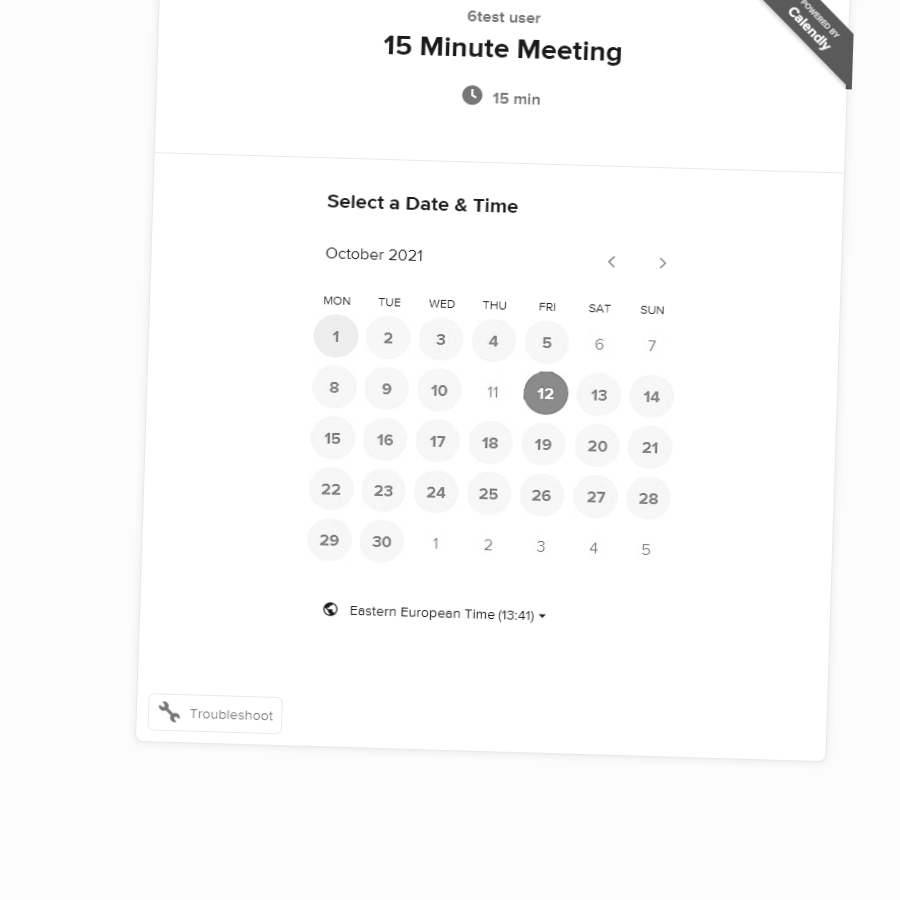 6test user
15 Minute Meeting
15 min
POWERED BY
Calendly
Select a Date & Time
October 2021
MON TUE WED THU FRI SAT SUN
1 2 3 4 5 6 7
8 9 10 11 12 13 14
15 16 17 18 19 20 21
22 23 24 25 26 27 28
29 30 1 2 3 4 5
Eastern European Time (13:41)
Troubleshoot